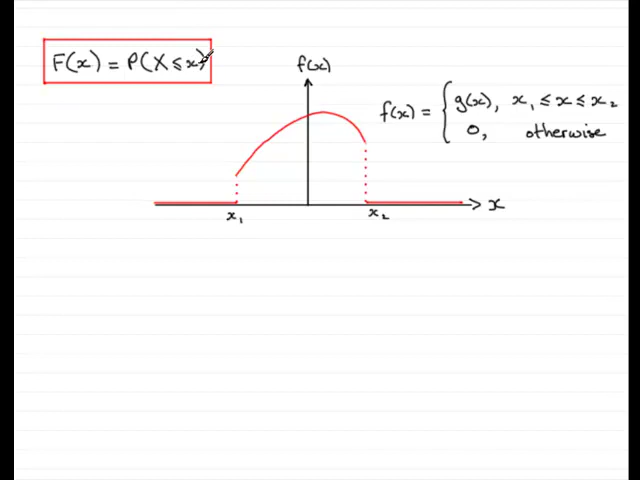 F(x) = P(X ≤ x)
f(x)
f(x) = { g(x), x₁ ≤ x ≤ x₂
0, otherwise
x₁
x₂
x